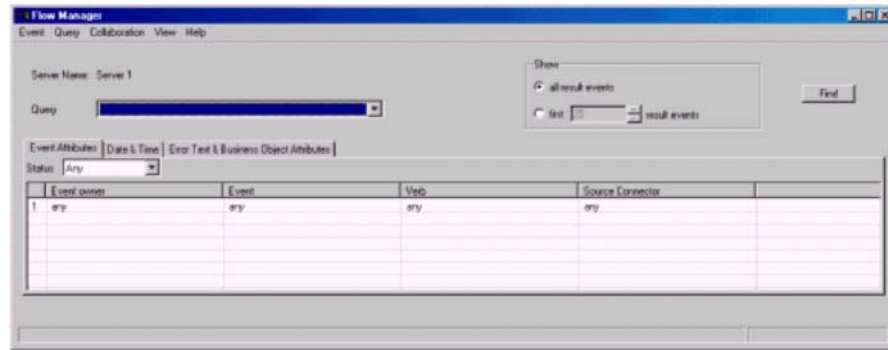 Flow Manager
Event Query Collaboration View Help
Server Name: Server 1
Show
all result events
first 25 result events
Find
Query
Event Attributes Date & Time Error Text & Business Object Attributes
Status Any
Event owner Event Verb Source Connector
1 any any any any